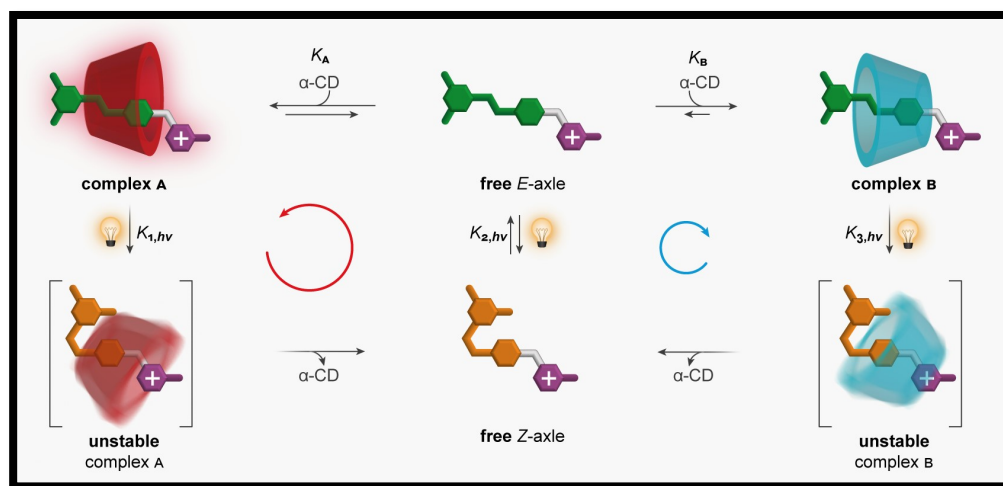 K_A K_B
α-CD α-CD
+ + +
complex A free E-axle complex B
K_1,hν K_2,hν K_3,hν
+ + +
α-CD α-CD
unstable free Z-axle unstable
complex A complex B